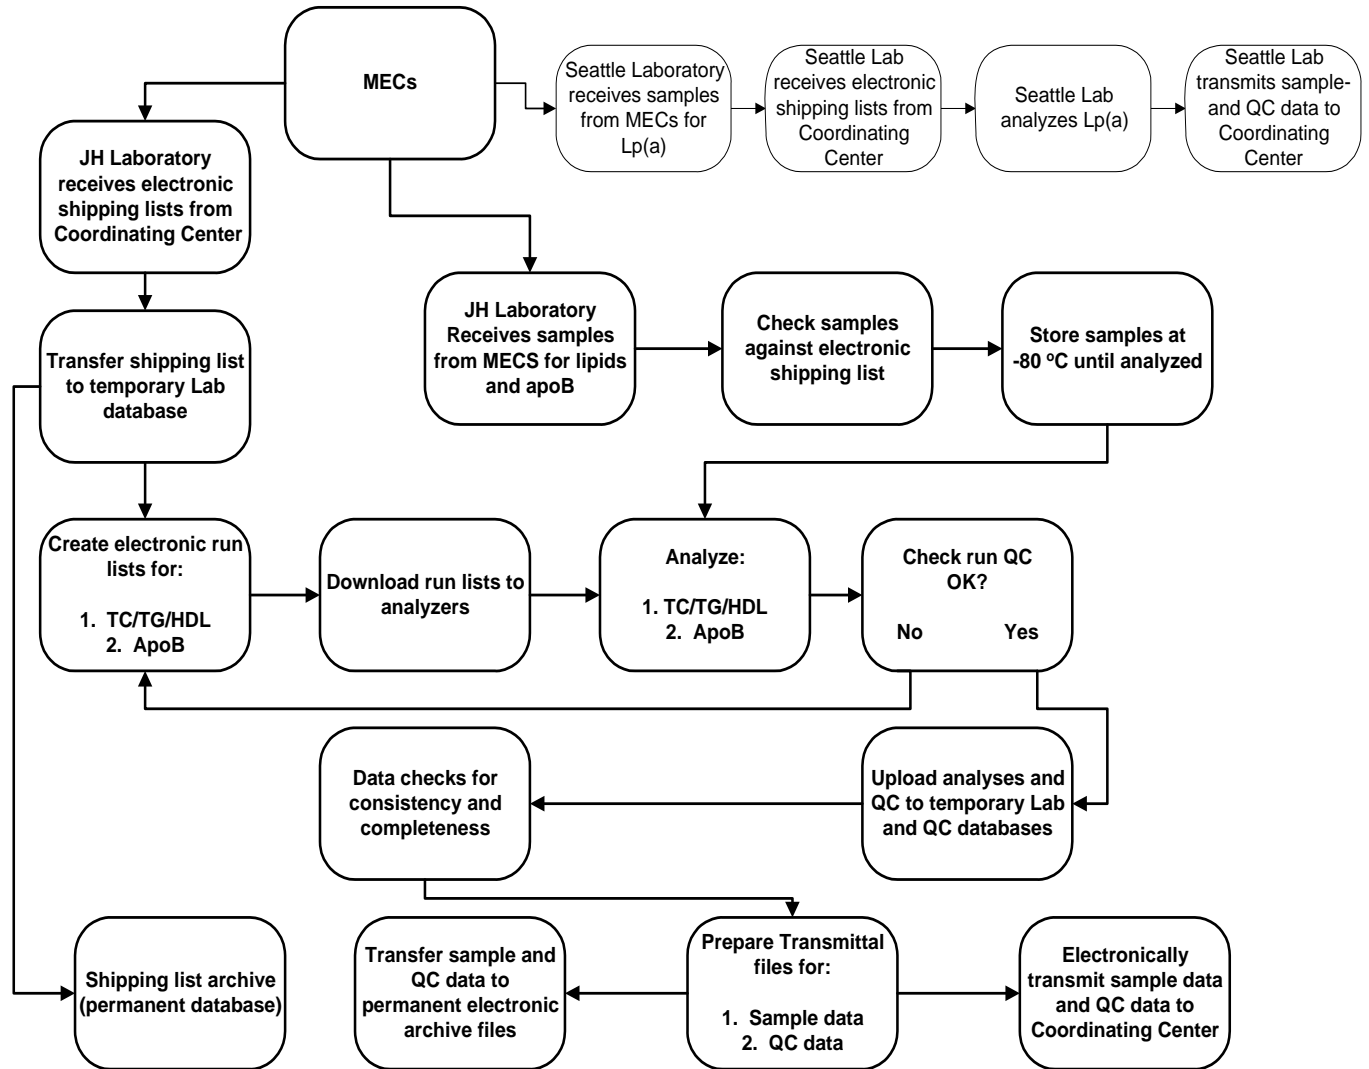 MECs
Seattle Laboratory
receives samples
from MECs for
Lp(a)
Seattle Lab
receives electronic
shipping lists from
Coordinating
Center
Seattle Lab
analyzes Lp(a)
Seattle Lab
transmits sample-
and QC data to
Coordinating
Center
JH Laboratory
receives electronic
shipping lists from
Coordinating Center
JH Laboratory
Receives samples
from MECS for lipids
and apoB
Check samples
against electronic
shipping list
Store samples at
-80 ºC until analyzed
Transfer shipping list
to temporary Lab
database
Create electronic run
lists for:
1. TC/TG/HDL
2. ApoB
Download run lists to
analyzers
Analyze:
1. TC/TG/HDL
2. ApoB
Check run QC
OK?
No Yes
Data checks for
consistency and
completeness
Upload analyses and
QC to temporary Lab
and QC databases
Shipping list archive
(permanent database)
Transfer sample and
QC data to
permanent electronic
archive files
Prepare Transmittal
files for:
1. Sample data
2. QC data
Electronically
transmit sample data
and QC data to
Coordinating Center